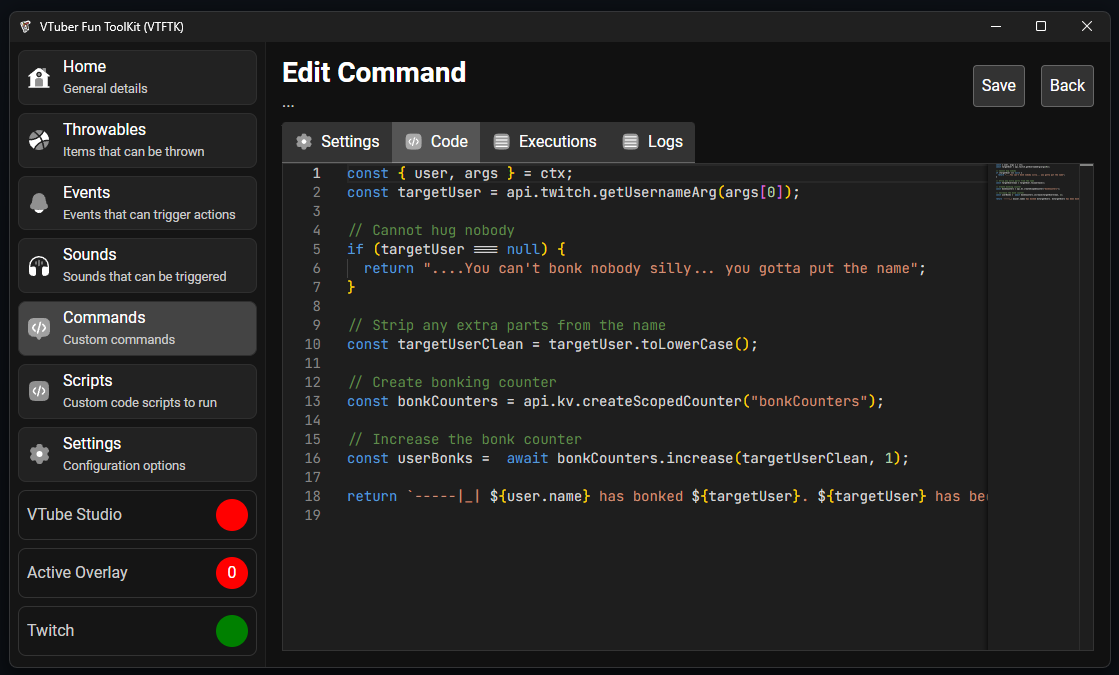 VTuber Fun ToolKit (VTFTK)
Home
General details
Throwables
Items that can be thrown
Events
Events that can trigger actions
Sounds
Sounds that can be triggered
Commands
Custom commands
Scripts
Custom code scripts to run
Settings
Configuration options
VTube Studio
Active Overlay 0
Twitch
Edit Command
...
Save Back
Settings Code Executions Logs
1 const { user, args } = ctx;
2 const targetUser = api.twitch.getUsernameArg(args[0]);
3
4 // Cannot hug nobody
5 if (targetUser === null) {
6 return "....You can't bonk nobody silly... you gotta put the name";
7 }
8
9 // Strip any extra parts from the name
10 const targetUserClean = targetUser.toLowerCase();
11
12 // Create bonking counter
13 const bonkCounters = api.kv.createScopedCounter("bonkCounters");
14
15 // Increase the bonk counter
16 const userBonks =  await bonkCounters.increase(targetUserClean, 1);
17
18 return `-----|_| ${user.name} has bonked ${targetUser}. ${targetUser} has
19